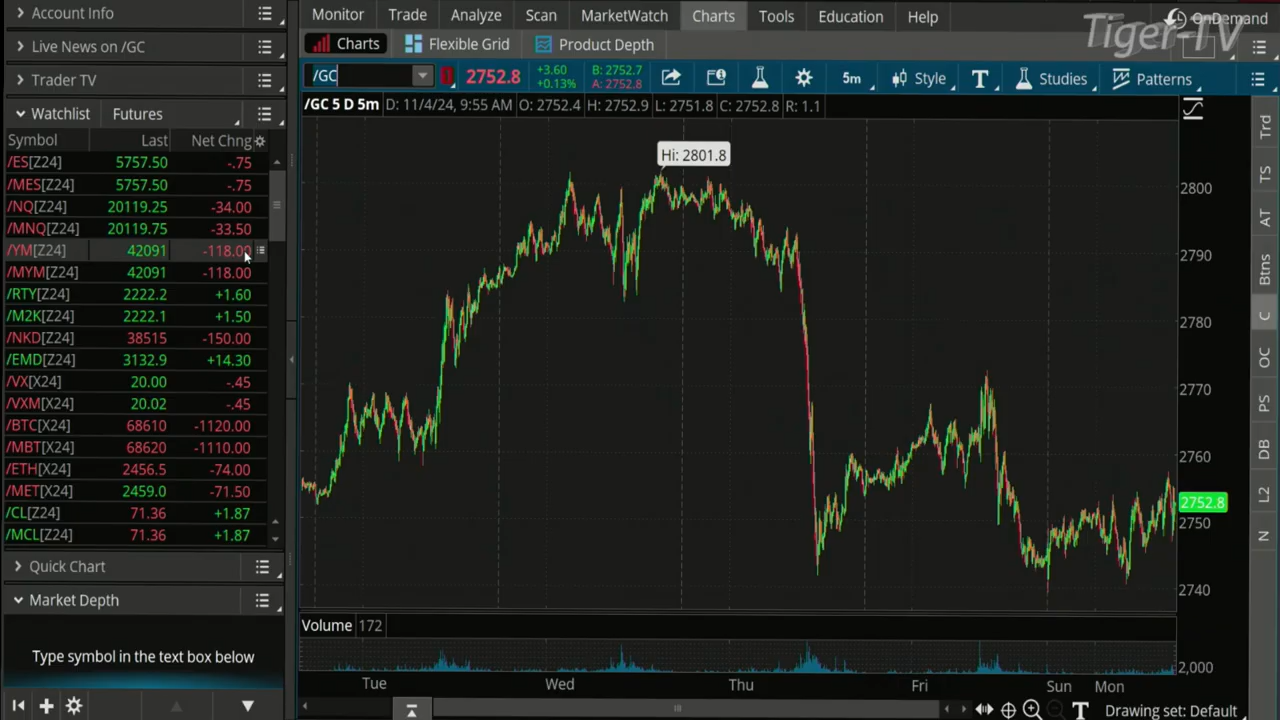 Account Info
Live News on /GC
Trader TV
Watchlist Futures
Symbol Last Net Chng
/ES[Z24] 5757.50 -.75
/MES[Z24] 5757.50 -.75
/NQ[Z24] 20119.25 -34.00
/MNQ[Z24] 20119.75 -33.50
/YM[Z24] 42091 -118.00
/MYM[Z24] 42091 -118.00
/RTY[Z24] 2222.2 +1.60
/M2K[Z24] 2222.1 +1.50
/NKD[Z24] 38515 -150.00
/EMD[Z24] 3132.9 +14.30
/VX[X24] 20.00 -.45
/VXM[X24] 20.02 -.45
/BTC[X24] 68610 -1120.00
/MBT[X24] 68620 -1110.00
/ETH[X24] 2456.5 -74.00
/MET[X24] 2459.0 -71.50
/CL[Z24] 71.36 +1.87
/MCL[Z24] 71.36 +1.87
Quick Chart
Market Depth
Type symbol in the text box below
Monitor Trade Analyze Scan MarketWatch Charts Tools Education Help
OnDemand
Tiger-TV
Charts Flexible Grid Product Depth
/GC 2752.8 +3.60 B: 2752.7
+0.13% A: 2752.8
5m Style T Studies Patterns
/GC 5 D 5m D: 11/4/24, 9:55 AM O: 2752.4 H: 2752.9 L: 2751.8 C: 2752.8 R: 1.1
Hi: 2801.8
2800
2790
2780
2770
2760
2752.8
2750
2740
Volume 172
2,000
Tue Wed Thu Fri Sun Mon
T Drawing set: Default
Trd
TS
AT
Btns
C
OC
PS
DB
L2
N